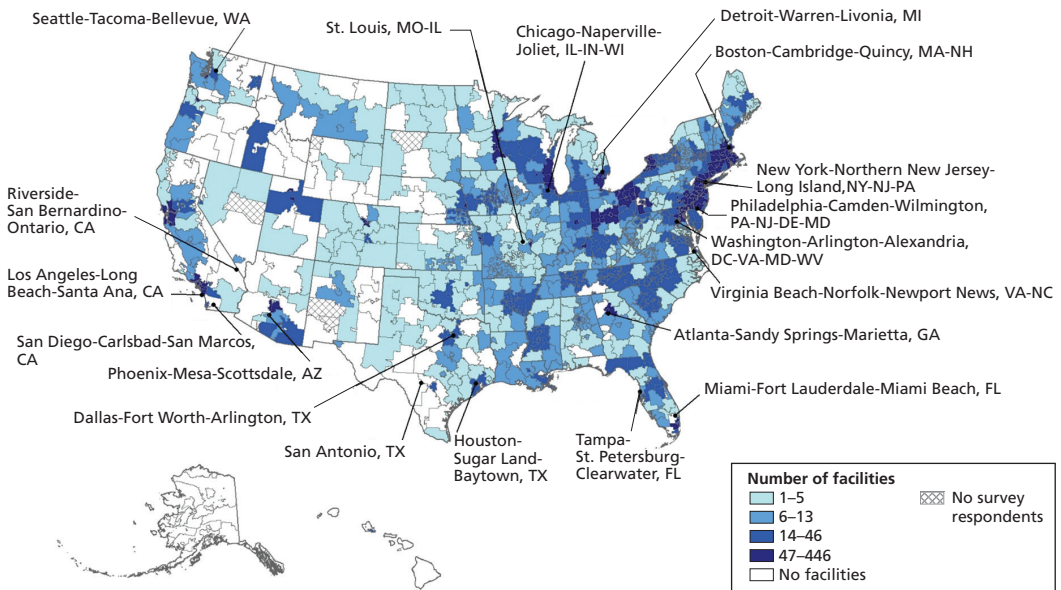 Seattle-Tacoma-Bellevue, WA
St. Louis, MO-IL
Chicago-Naperville-
Joliet, IL-IN-WI
Detroit-Warren-Livonia, MI
Boston-Cambridge-Quincy, MA-NH
New York-Northern New Jersey-
Long Island,NY-NJ-PA
Philadelphia-Camden-Wilmington,
PA-NJ-DE-MD
Washington-Arlington-Alexandria,
DC-VA-MD-WV
Virginia Beach-Norfolk-Newport News, VA-NC
Atlanta-Sandy Springs-Marietta, GA
Miami-Fort Lauderdale-Miami Beach, FL
Riverside-
San Bernardino-
Ontario, CA
Los Angeles-Long
Beach-Santa Ana, CA
San Diego-Carlsbad-San Marcos,
CA
Phoenix-Mesa-Scottsdale, AZ
Dallas-Fort Worth-Arlington, TX
San Antonio, TX
Houston-
Sugar Land-
Baytown, TX
Tampa-
St. Petersburg-
Clearwater, FL
Number of facilities
1–5
6–13
14–46
47–446
No facilities
No survey
respondents